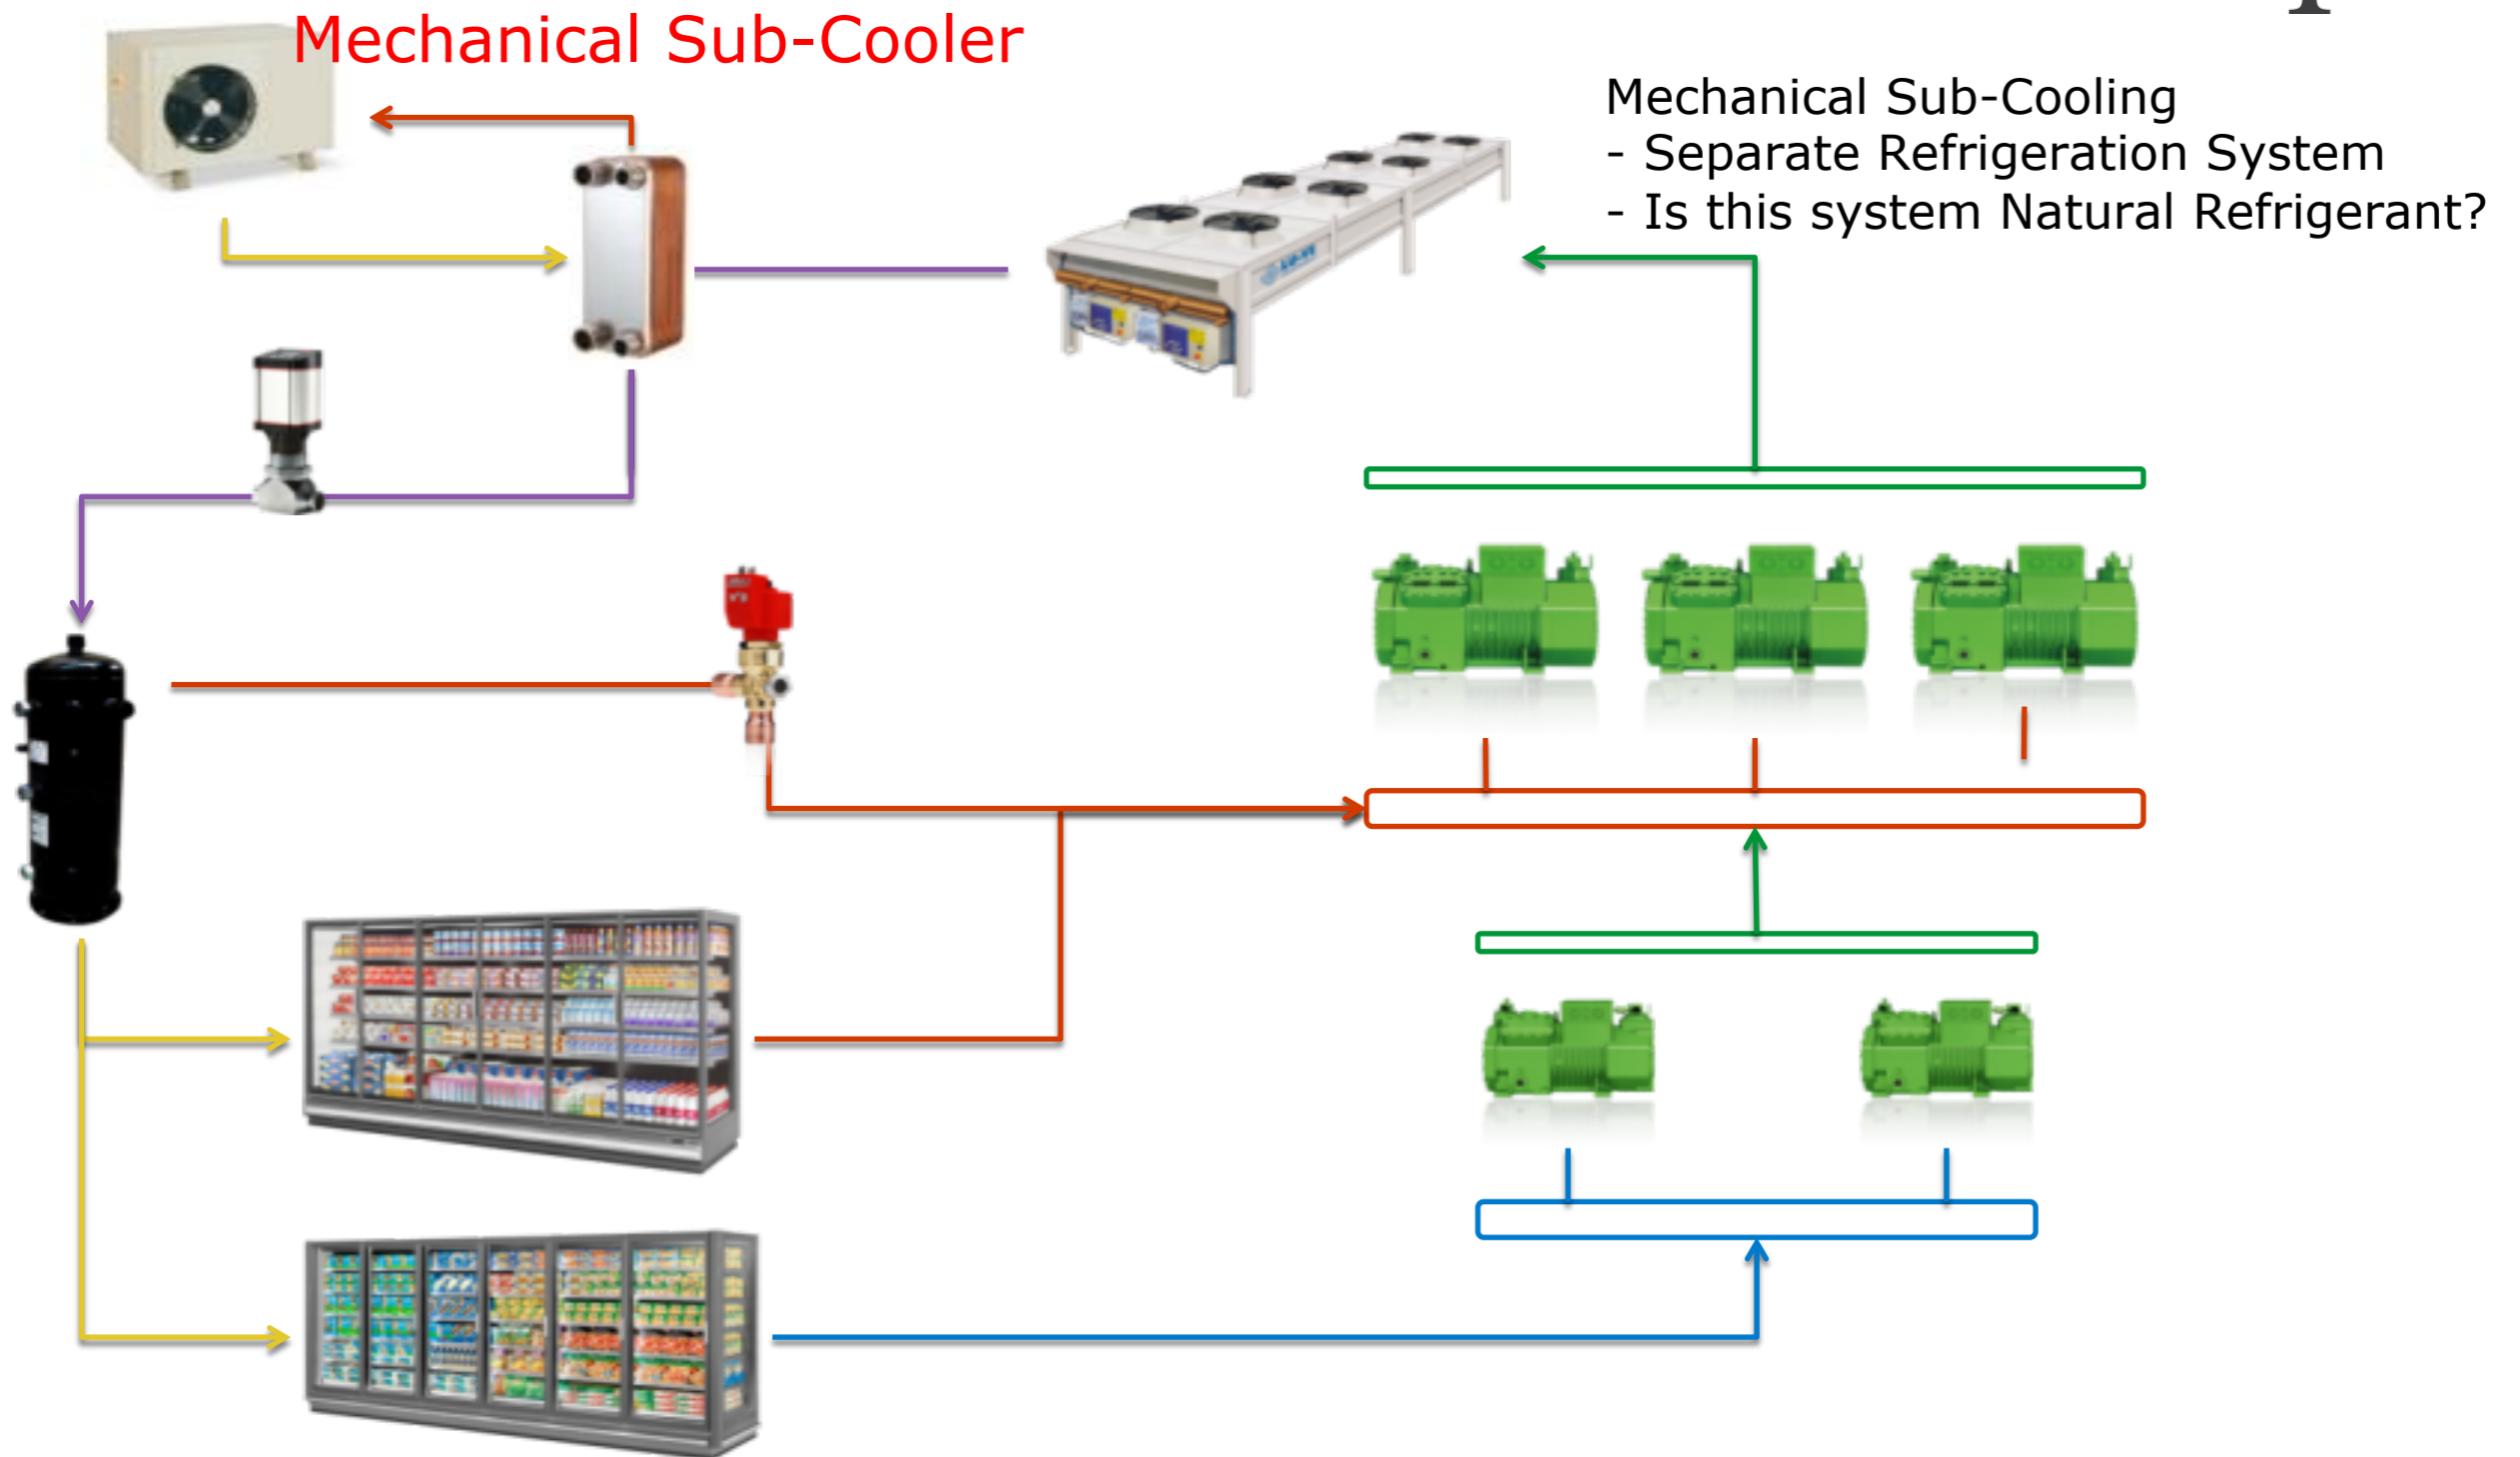 Mechanical Sub-Cooler
Mechanical Sub-Cooling
- Separate Refrigeration System
- Is this system Natural Refrigerant?